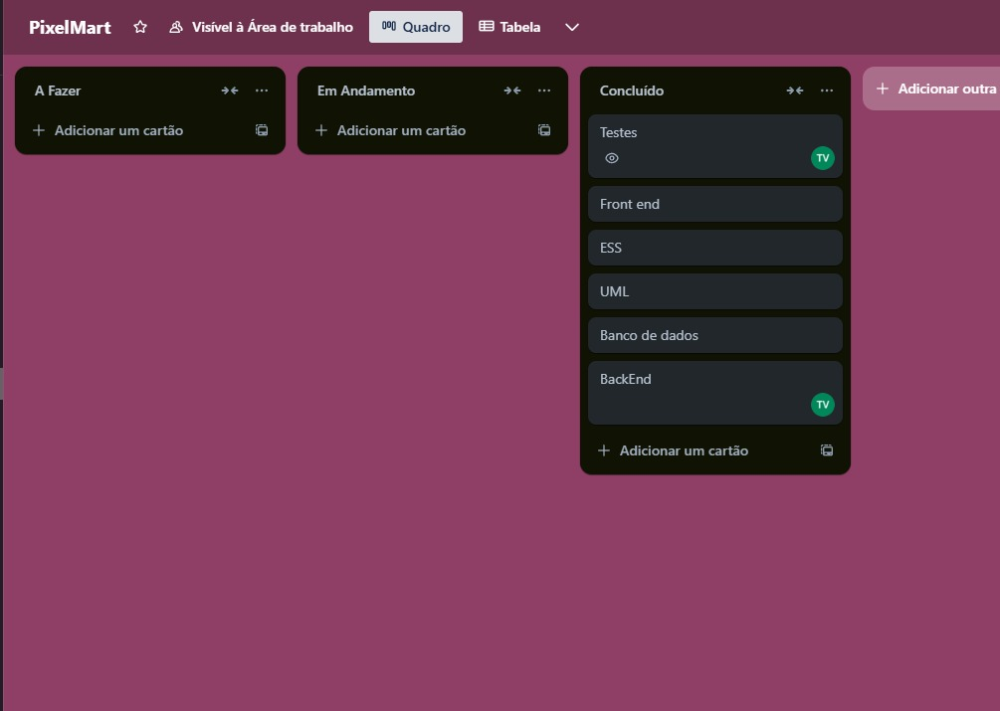 PixelMart
Visível à Área de trabalho
Quadro
Tabela
A Fazer
Adicionar um cartão
Em Andamento
Adicionar um cartão
Concluído
Testes
TV
Front end
ESS
UML
Banco de dados
BackEnd
TV
Adicionar um cartão
Adicionar outra